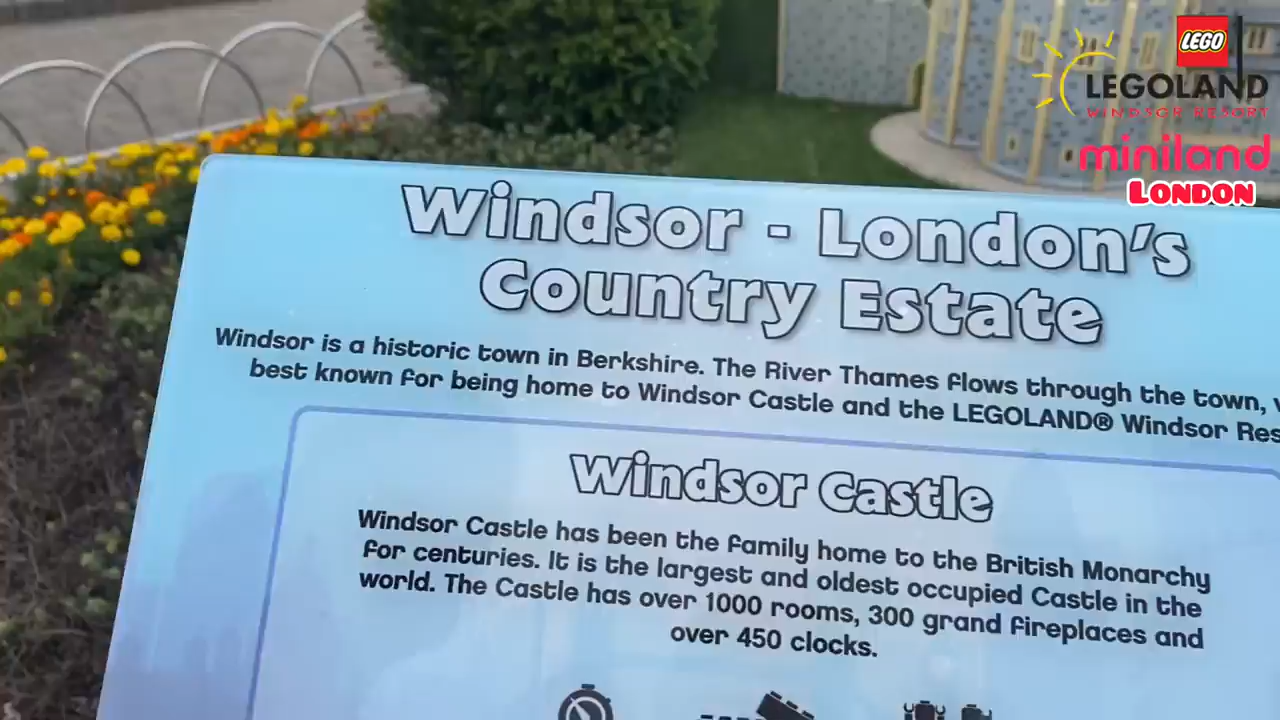 LEGO
LEGOLAND
WINDSOR RESORT
miniland
LONDON
Windsor - London's
Country Estate
Windsor is a historic town in Berkshire. The River Thames flows through the town,
best known for being home to Windsor Castle and the LEGOLAND® Windsor
Windsor Castle
Windsor Castle has been the family home to the British Monarchy
for centuries. It is the largest and oldest occupied Castle in the
world. The Castle has over 1000 rooms, 300 grand fireplaces and
over 450 clocks.